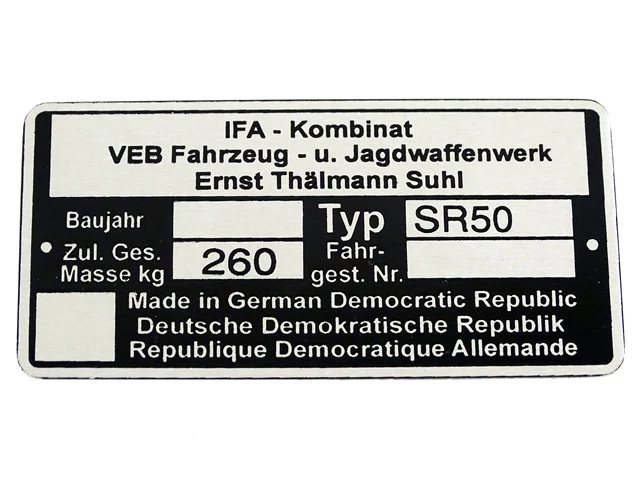 IFA - Kombinat
VEB Fahrzeug - u. Jagdwaffenwerk
Ernst Thälmann Suhl
Baujahr
Typ SR50
Zul. Ges.
Masse kg 260
Fahr-
gest. Nr.
Made in German Democratic Republic
Deutsche Demokratische Republik
Republique Democratique Allemande